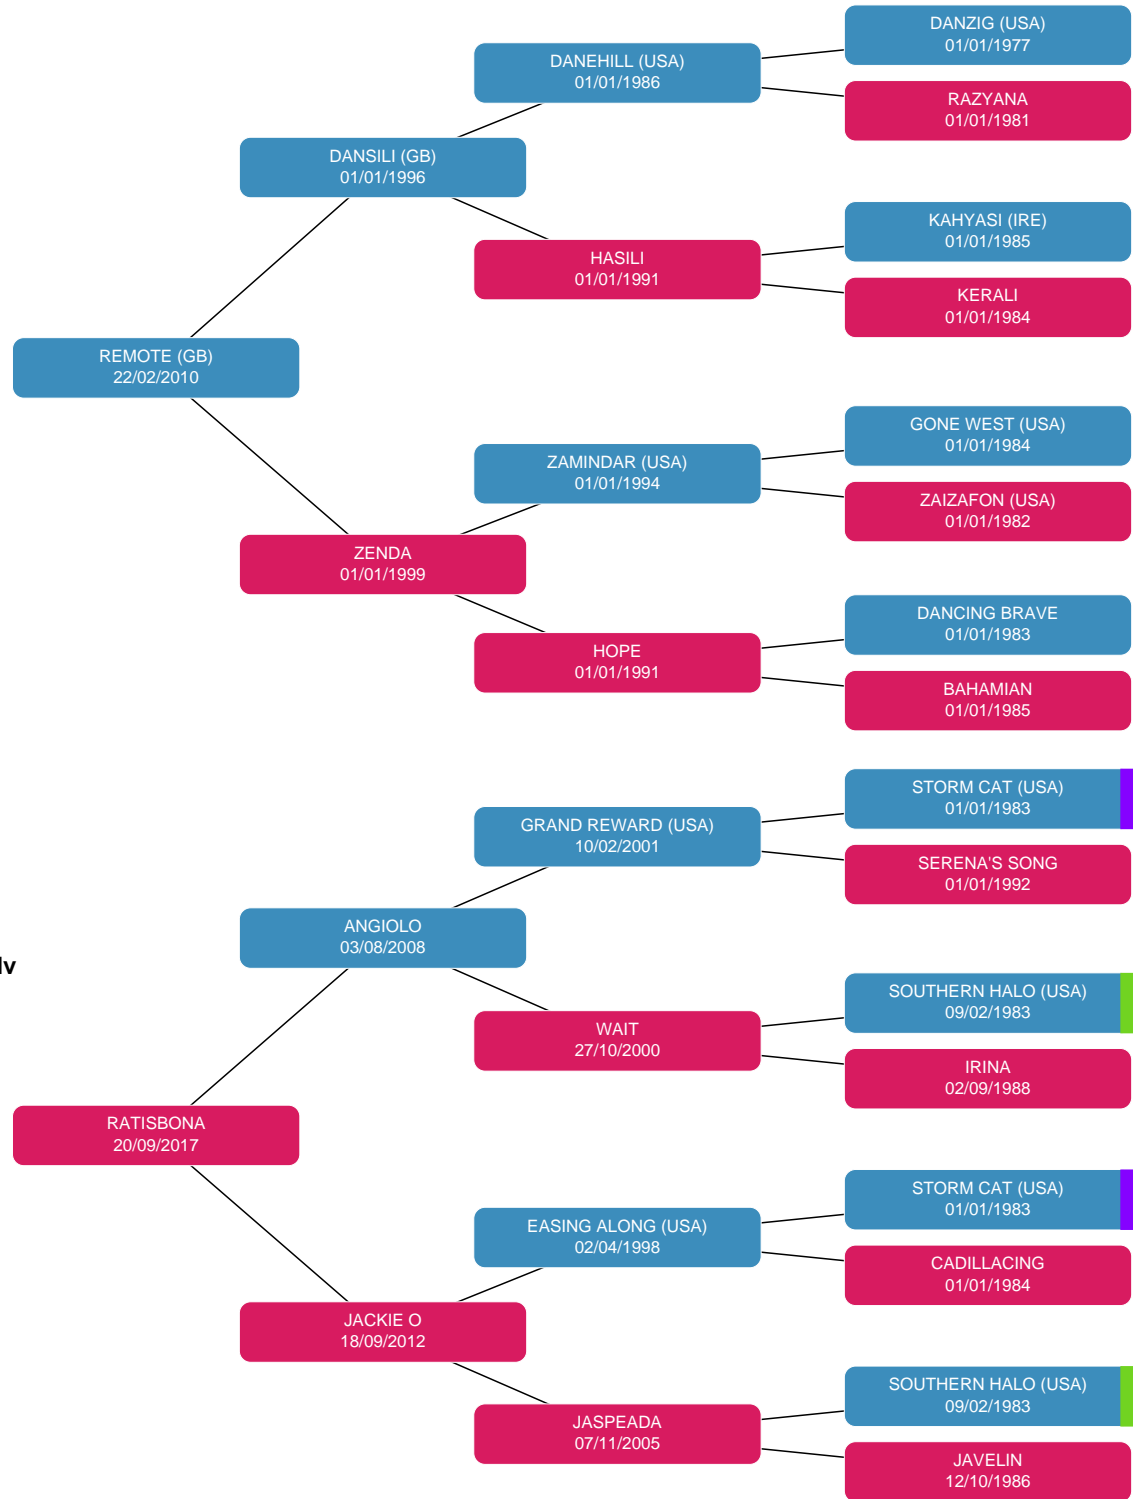 DANZIG (USA)
01/01/1977
DANEHILL (USA)
01/01/1986
RAZYANA
01/01/1981
DANSILI (GB)
01/01/1996
KAHYASI (IRE)
01/01/1985
HASILI
01/01/1991
KERALI
01/01/1984
REMOTE (GB)
22/02/2010
GONE WEST (USA)
01/01/1984
ZAMINDAR (USA)
01/01/1994
ZAIZAFON (USA)
01/01/1982
ZENDA
01/01/1999
DANCING BRAVE
01/01/1983
HOPE
01/01/1991
BAHAMIAN
01/01/1985
STORM CAT (USA)
01/01/1983
GRAND REWARD (USA)
10/02/2001
SERENA'S SONG
01/01/1992
ANGIOLO
03/08/2008
SOUTHERN HALO (USA)
09/02/1983
WAIT
27/10/2000
IRINA
02/09/1988
RATISBONA
20/09/2017
STORM CAT (USA)
01/01/1983
EASING ALONG (USA)
02/04/1998
CADILLACING
01/01/1984
JACKIE O
18/09/2012
SOUTHERN HALO (USA)
09/02/1983
JASPEADA
07/11/2005
JAVELIN
12/10/1986